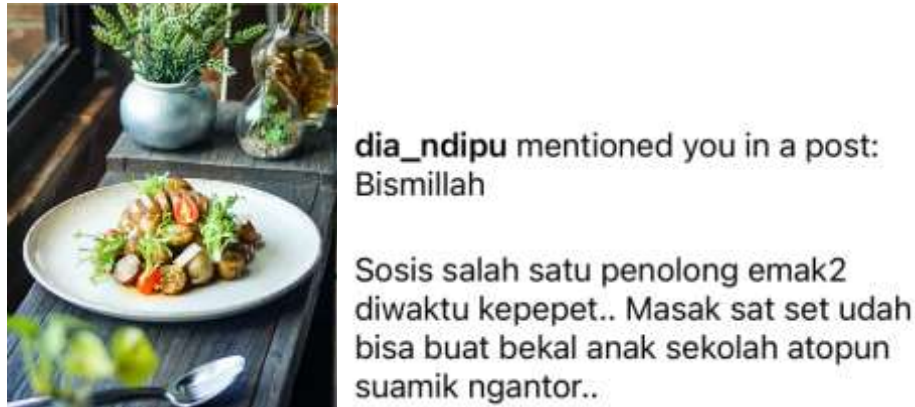 dia_ndipu mentioned you in a post:
Bismillah
Sosis salah satu penolong emak2
diwaktu kepepet.. Masak sat set udah
bisa buat bekal anak sekolah atopun
suamik ngantor..